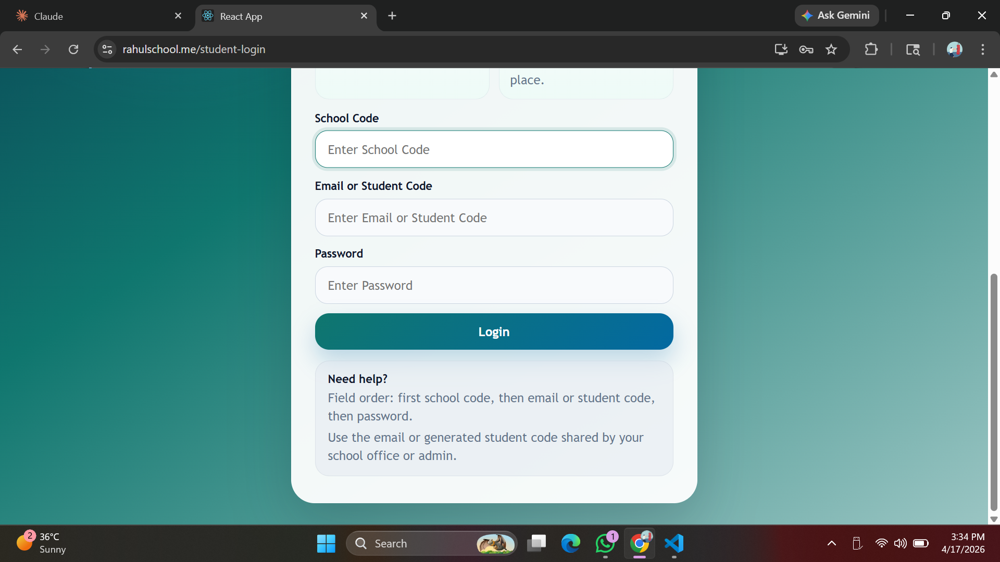 Claude
React App
Ask Gemini
rahulschool.me/student-login
place.
School Code
Enter School Code
Email or Student Code
Enter Email or Student Code
Password
Enter Password
Login
Need help?
Field order: first school code, then email or student code,
then password.
Use the email or generated student code shared by your
school office or admin.
2
36°C
Sunny
Search
1
3:34 PM
4/17/2026